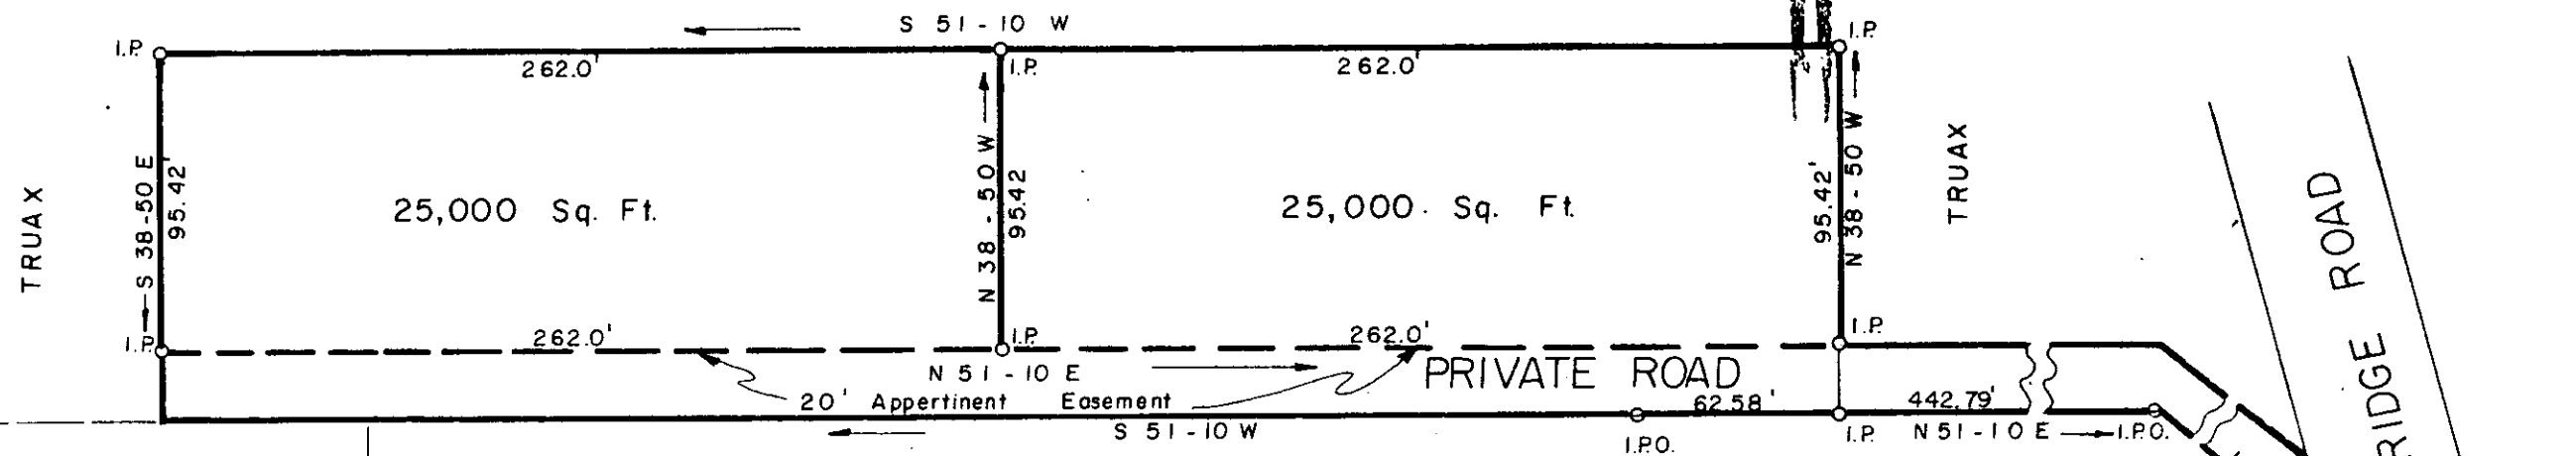 S 51-10 W
I.P.
262.0'
I.P.
262.0'
I.P.
TRUAX
S 38-50 E
95.42'
25,000 Sq. Ft.
N 38-50 W
95.42
25,000 Sq. Ft.
95.42'
N 38-50 W
TRUAX
RIDGE ROAD
I.P.
262.0'
I.P.
262.0'
I.P.
N 51-10 E
PRIVATE ROAD
20' Appertinent Easement
62.58'
442.79'
S 51-10 W
I.P.O.
I.P.
N 51-10 E
I.P.O.